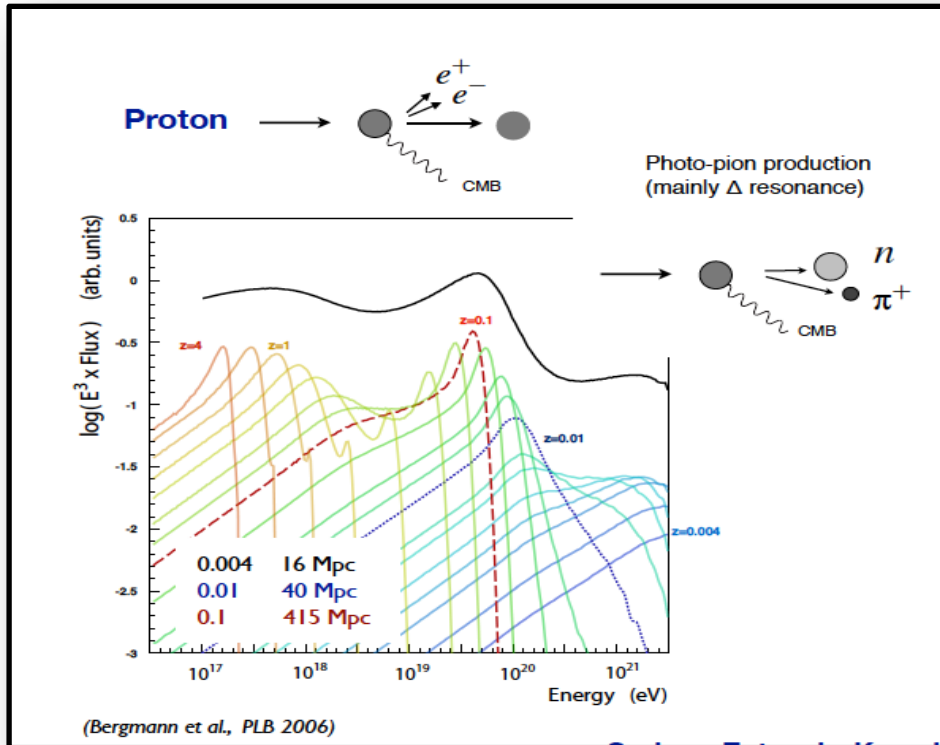 e+
e−
Proton
CMB
Photo-pion production
(mainly Δ resonance)
n
π+
CMB
log(E³ x Flux) (arb. units)
0.5
0
-0.5
-1
-1.5
-2
-2.5
-3
z=4
z=1
z=0.1
z=0.01
z=0.004
0.004 16 Mpc
0.01 40 Mpc
0.1 415 Mpc
10¹⁷ 10¹⁸ 10¹⁹ 10²⁰ 10²¹
Energy (eV)
(Bergmann et al., PLB 2006)